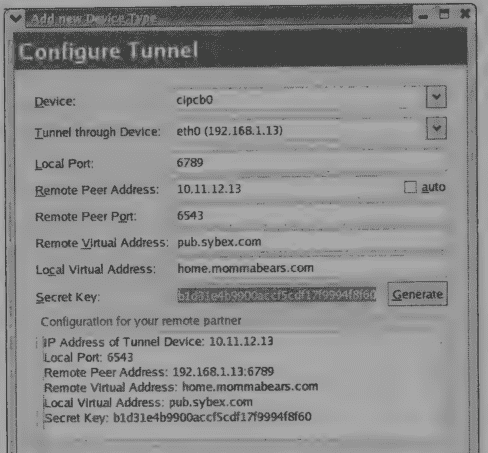 Add new Device Type
Configure Tunnel
Device: cipcb0
Tunnel through Device: eth0 (192.168.1.13)
Local Port: 6789
Remote Peer Address: 10.11.12.13 auto
Remote Peer Port: 6543
Remote Virtual Address: pub.sybex.com
Local Virtual Address: home.mommabears.com
Secret Key: b1d31e4b9900accf5cdf17f9994f8f60 Generate
Configuration for your remote partner
IP Address of Tunnel Device: 10.11.12.13
Local Port: 6543
Remote Peer Address: 192.168.1.13:6789
Remote Virtual Address: home.mommabears.com
Local Virtual Address: pub.sybex.com
Secret Key: b1d31e4b9900accf5cdf17f9994f8f60